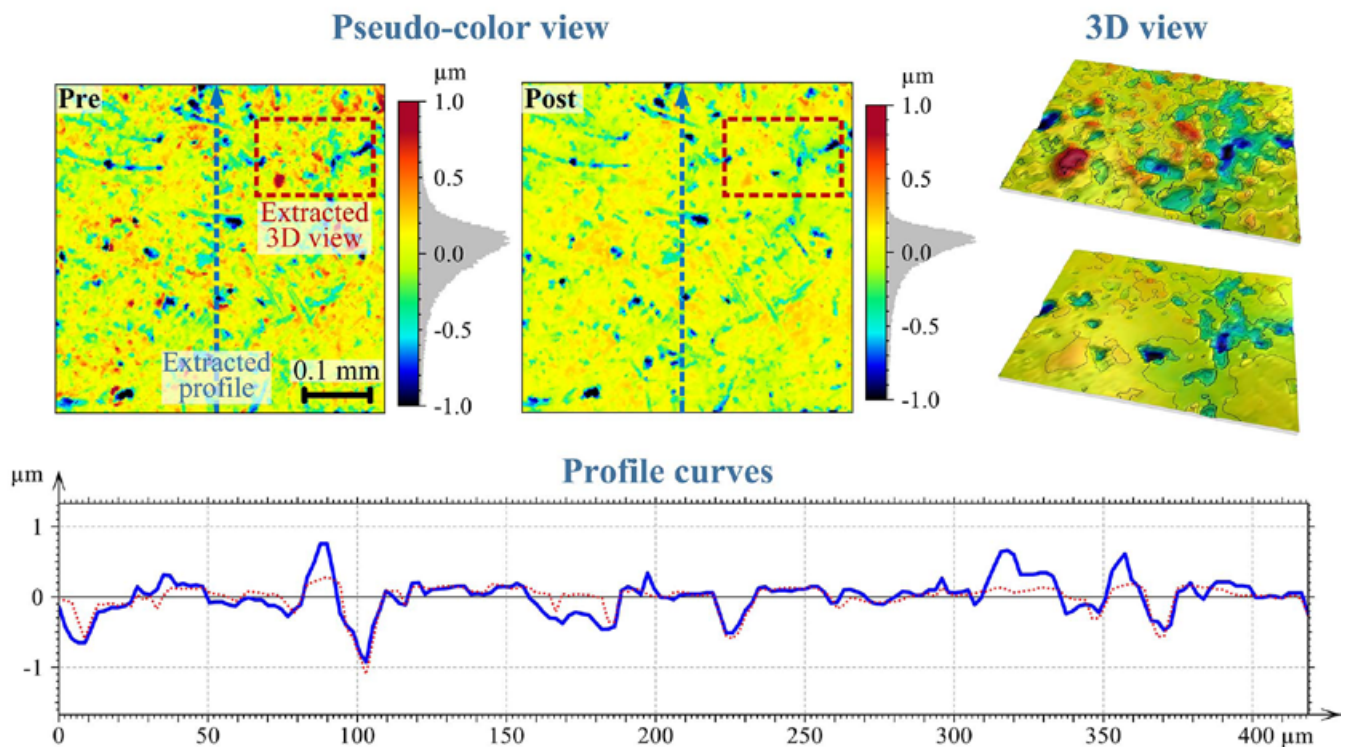 Pseudo-color view
3D view
µm
µm
Pre
Post
1.0
0.5
0.0
-0.5
-1.0
1.0
0.5
0.0
-0.5
-1.0
Extracted
3D view
Extracted
profile
0.1 mm
Profile curves
µm
1
0
-1
0
50
100
150
200
250
300
350
400 µm